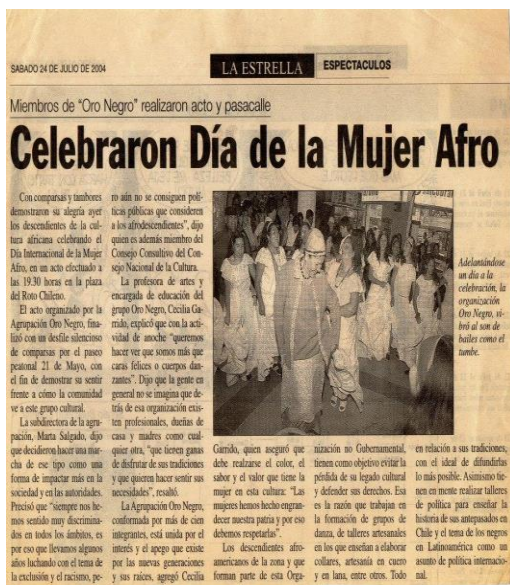 SABADO 24 DE JULIO DE 2004
LA ESTRELLA
ESPECTACULOS
Miembros de "Oro Negro" realizaron acto y pasacalle
Celebraron Día de la Mujer Afro
Con comparsas y tambores
demostraron su alegría ayer
los descendientes de la cul-
tura africana celebrando el
Día Internacional de la Mujer
Afro, en un acto efectuado a
las 19.30 horas en la plaza
del Roto Chileno.
El acto organizado por la
Agrupación Oro Negro, fina-
lizó con un desfile silencioso
de comparsas por el paseo
peatonal 21 de Mayo, con
el fin de demostrar su sentir
frente a cómo la comunidad
ve a este grupo cultural.
La subdirectora de la agru-
pación, Marta Salgado, dijo
que decidieron hacer una mar-
cha de ese tipo como una
forma de impactar más en la
sociedad y en las autoridades.
Precisó que "siempre nos he-
mos sentido muy discrimina-
dos en todos los ámbitos, es
por eso que llevamos algunos
años luchando con el tema de
la exclusión y el racismo, pe-
ro aún no se consiguen polí-
ticas públicas que consideren
a los afrodescendientes", dijo
quien es además miembro del
Consejo Consultivo del Con-
sejo Nacional de la Cultura.
La profesora de artes y
encargada de educación del
grupo Oro Negro, Cecilia Ga-
rrido, explicó que con la acti-
vidad de anoche "queremos
hacer ver que somos más que
caras felices o cuerpos dan-
zantes". Dijo que la gente en
general no se imagina que de-
trás de esa organización exis-
ten profesionales, dueñas de
casa y madres como cual-
quier otra, "que tienen ganas
de disfrutar de sus tradiciones
y que quieren hacer sentir sus
necesidades", resaltó.
La Agrupación Oro Negro,
conformada por más de cien
integrantes, está unida por el
interés y el apego que existe
por las nuevas generaciones
y sus raíces, agregó Cecilia
Adelantándose
un día a la
celebración, la
organización
Oro Negro, vi-
bró al son de
bailes como el
tumbe.
Garrido, quien aseguró que
debe realzarse el color, el
sabor y el valor que tiene la
mujer en esta cultura: "Las
mujeres hemos hecho engran-
decer nuestra patria y por eso
debemos respetarlas".
Los descendientes afro-
americanos de la zona y que
forman parte de esta Orga-
nización no Gubernamental,
tienen como objetivo evitar la
pérdida de su legado cultural
y defender sus derechos. Esa
es la razón que trabajan en
la formación de grupos de
danza, de talleres artesanales
en los que enseñan a elaborar
collares, artesanía en cuero
y en lana, entre otros. Todo
en relación a sus tradiciones,
con el ideal de difundirlas
lo más posible. Asimismo tie-
nen en mente realizar talleres
de política para enseñar la
historia de sus antepasados en
Chile y el tema de los negros
en Latinoamérica como un
asunto de política internacio-
nal.